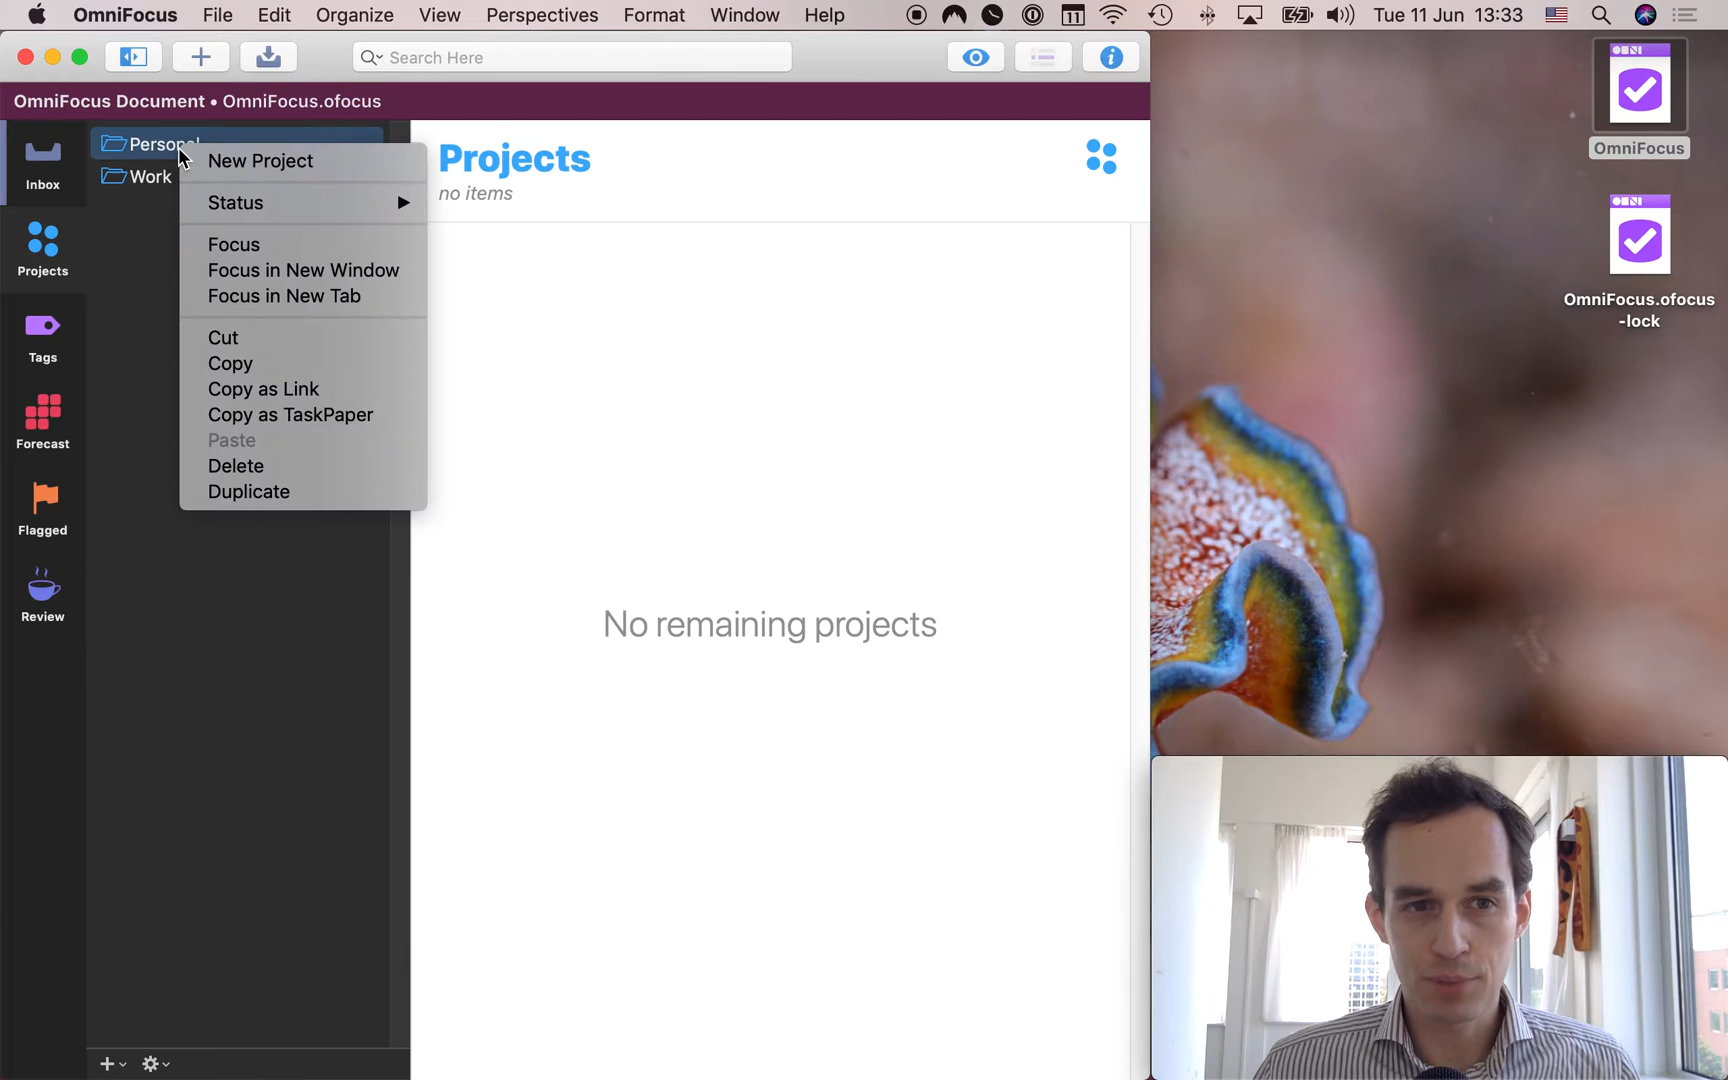 OmniFocus File Edit Organize View Perspectives Format Window Help 11 Tue 11 Jun 13:33
Search Here
OmniFocus Document • OmniFocus.ofocus
Inbox
Projects
Tags
Forecast
Flagged
Review
Personal
Work
New Project
Status
Focus
Focus in New Window
Focus in New Tab
Cut
Copy
Copy as Link
Copy as TaskPaper
Paste
Delete
Duplicate
Projects
no items
No remaining projects
OMNI
OmniFocus
OMNI
OmniFocus.ofocus
-lock